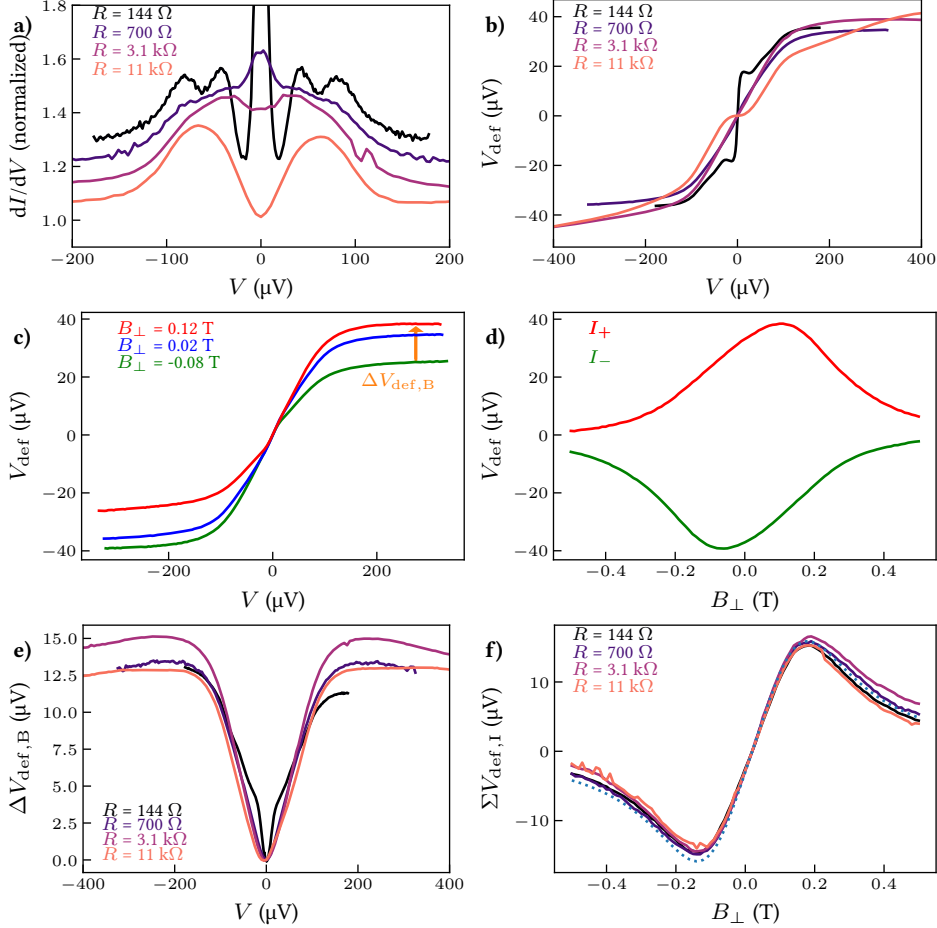 a)
R = 144 Ω
R = 700 Ω
R = 3.1 kΩ
R = 11 kΩ
1.8
1.6
1.4
1.2
1.0
dI/dV (normalized)
−200
−100
0
100
200
V (µV)
b)
R = 144 Ω
R = 700 Ω
R = 3.1 kΩ
R = 11 kΩ
40
20
0
−20
−40
V_def (µV)
−400
−200
0
200
400
V (µV)
c)
B⊥ = 0.12 T
B⊥ = 0.02 T
B⊥ = -0.08 T
ΔV_def,B
40
20
0
−20
−40
V_def (µV)
−200
0
200
V (µV)
d)
I+
I−
40
20
0
−20
−40
V_def (µV)
−0.4
−0.2
0.0
0.2
0.4
B⊥ (T)
e)
15.0
12.5
10.0
7.5
5.0
2.5
0.0
ΔV_def,B (µV)
R = 144 Ω
R = 700 Ω
R = 3.1 kΩ
R = 11 kΩ
−400
−200
0
200
400
V (µV)
f)
R = 144 Ω
R = 700 Ω
R = 3.1 kΩ
R = 11 kΩ
10
0
−10
ΣV_def,I (µV)
−0.4
−0.2
0.0
0.2
0.4
B⊥ (T)